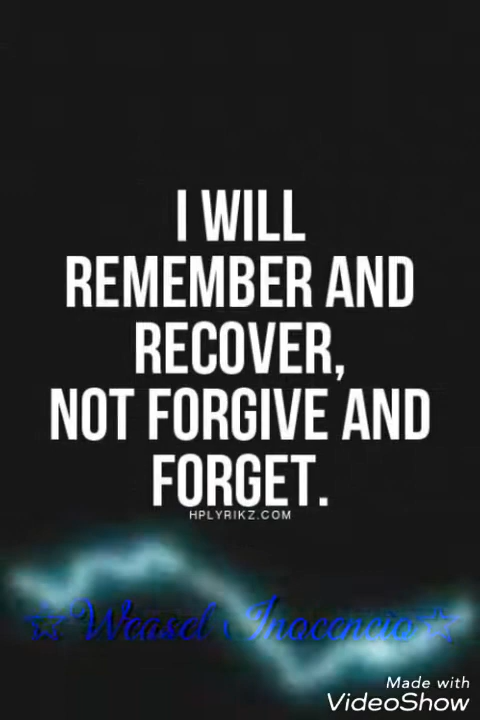 I WILL
REMEMBER AND
RECOVER,
NOT FORGIVE AND
FORGET.
HPLYRIKZ.COM
☆Weasel Inocencio☆
Made with
VideoShow